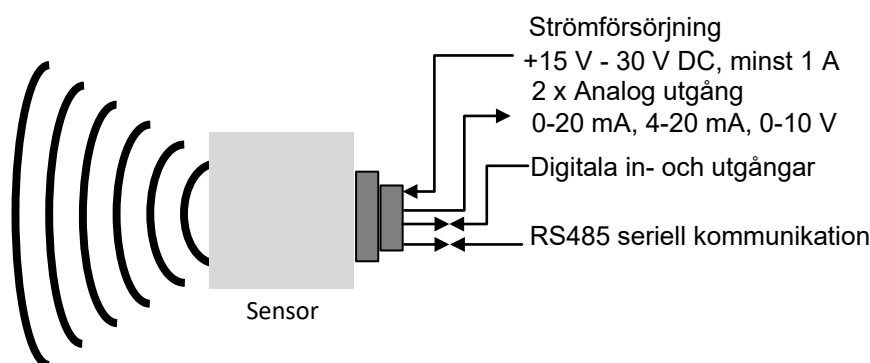 Strömförsörjning
+15 V - 30 V DC, minst 1 A
2 x Analog utgång
0-20 mA, 4-20 mA, 0-10 V
Digitala in- och utgångar
RS485 seriell kommunikation
Sensor